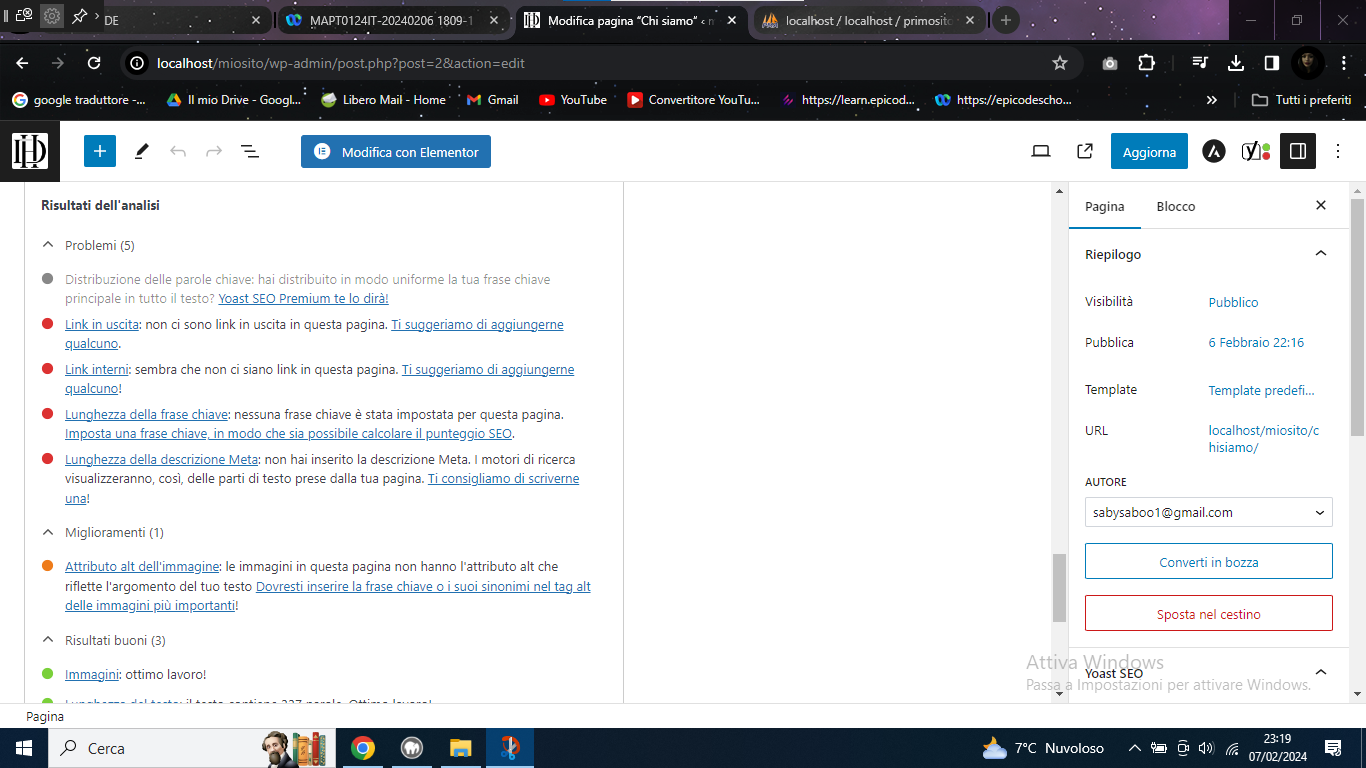 DE
MAPT0124IT-20240206 1809-1
Modifica pagina “Chi siamo” ‹ m
localhost / localhost / primosito
localhost/miosito/wp-admin/post.php?post=2&action=edit
google traduttore -...
Il mio Drive - Googl...
Libero Mail - Home
Gmail
YouTube
Convertitore YouTu...
https://learn.epicod...
https://epicodescho...
Tutti i preferiti
Modifica con Elementor
Aggiorna
Risultati dell'analisi
Problemi (5)
Distribuzione delle parole chiave: hai distribuito in modo uniforme la tua frase chiave
principale in tutto il testo? Yoast SEO Premium te lo dirà!
Link in uscita: non ci sono link in uscita in questa pagina. Ti suggeriamo di aggiungerne
qualcuno.
Link interni: sembra che non ci siano link in questa pagina. Ti suggeriamo di aggiungerne
qualcuno!
Lunghezza della frase chiave: nessuna frase chiave è stata impostata per questa pagina.
Imposta una frase chiave, in modo che sia possibile calcolare il punteggio SEO.
Lunghezza della descrizione Meta: non hai inserito la descrizione Meta. I motori di ricerca
visualizzeranno, così, delle parti di testo prese dalla tua pagina. Ti consigliamo di scriverne
una!
Miglioramenti (1)
Attributo alt dell'immagine: le immagini in questa pagina non hanno l'attributo alt che
riflette l'argomento del tuo testo Dovresti inserire la frase chiave o i suoi sinonimi nel tag alt
delle immagini più importanti!
Risultati buoni (3)
Immagini: ottimo lavoro!
Lunghezza del testo: il testo contiene 337 parole. Ottimo lavoro!
Pagina
Blocco
Riepilogo
Visibilità
Pubblico
Pubblica
6 Febbraio 22:16
Template
Template predefi...
URL
localhost/miosito/c
hisiamo/
AUTORE
sabysaboo1@gmail.com
Converti in bozza
Sposta nel cestino
Attiva Windows
Passa a Impostazioni per attivare Windows.
Yoast SEO
Pagina
Cerca
7°C Nuvoloso
23:19
07/02/2024